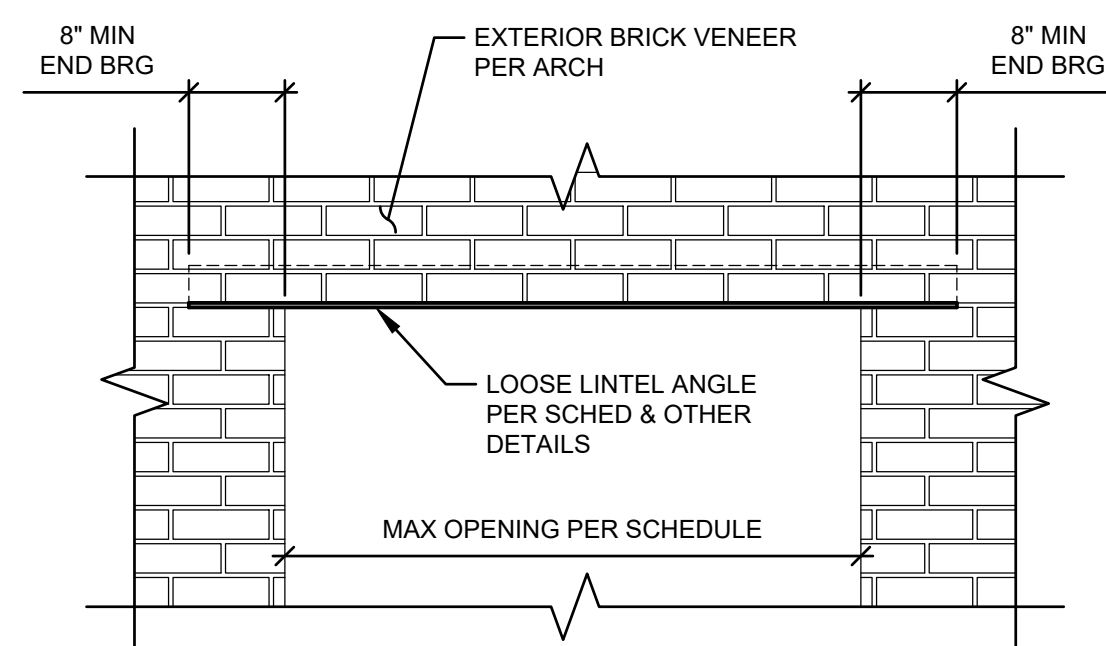 8" MIN
END BRG
EXTERIOR BRICK VENEER
PER ARCH
8" MIN
END BRG
LOOSE LINTEL ANGLE
PER SCHED & OTHER
DETAILS
MAX OPENING PER SCHEDULE